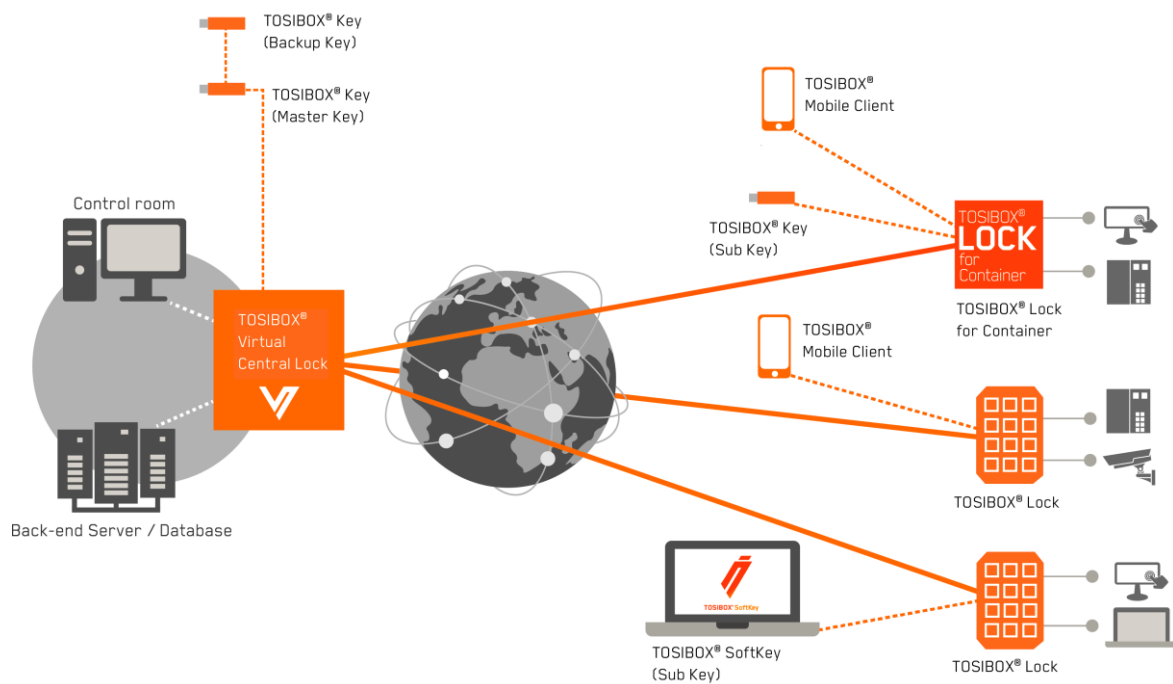 TOSIBOX® Key
(Backup Key)
TOSIBOX® Key
(Master Key)
Control room
TOSIBOX®
Virtual
Central Lock
Back-end Server / Database
TOSIBOX®
Mobile Client
TOSIBOX® Key
(Sub Key)
TOSIBOX®
LOCK
for
Container
TOSIBOX® Lock
for Container
TOSIBOX®
Mobile Client
TOSIBOX® Lock
TOSIBOX® SoftKey
TOSIBOX® SoftKey
(Sub Key)
TOSIBOX® Lock